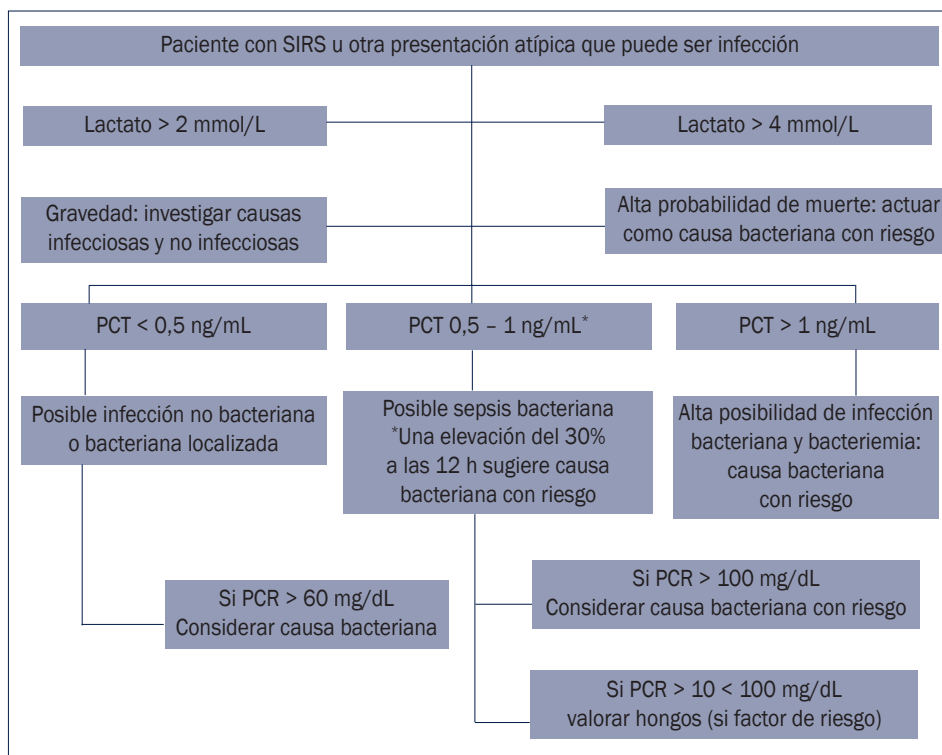 Paciente con SIRS u otra presentación atípica que puede ser infección
Lactato > 2 mmol/L
Lactato > 4 mmol/L
Gravedad: investigar causas
infecciosas y no infecciosas
Alta probabilidad de muerte: actuar
como causa bacteriana con riesgo
PCT < 0,5 ng/mL
PCT 0,5 – 1 ng/mL*
PCT > 1 ng/mL
Posible infección no bacteriana
o bacteriana localizada
Posible sepsis bacteriana
*Una elevación del 30%
a las 12 h sugiere causa
bacteriana con riesgo
Alta posibilidad de infección
bacteriana y bacteriemia:
causa bacteriana
con riesgo
Si PCR > 60 mg/dL
Considerar causa bacteriana
Si PCR > 100 mg/dL
Considerar causa bacteriana con riesgo
Si PCR > 10 < 100 mg/dL
valorar hongos (si factor de riesgo)